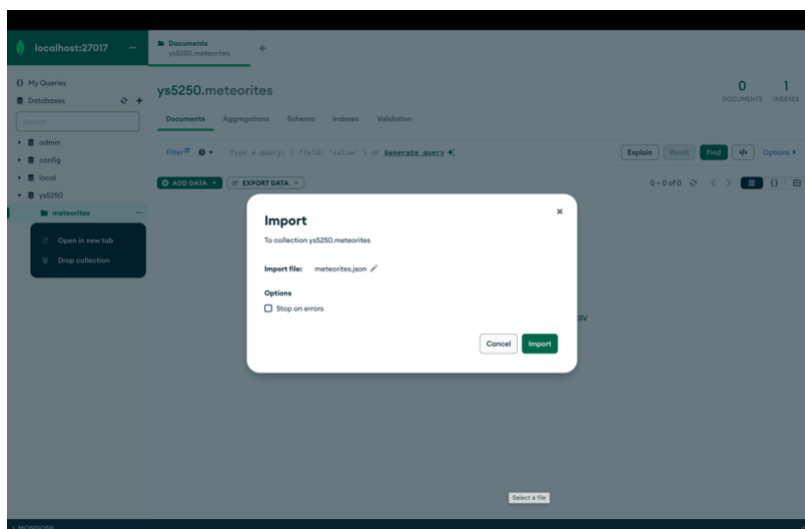 localhost:27017
Documents
ys5250.meteorites
My Queries
Databases
Search
admin
config
local
ys5250
meteorites
Open in new tab
Drop collection
ys5250.meteorites
0
DOCUMENTS
1
INDEXES
Documents Aggregations Schema Indexes Validation
Filter Type a query: { field: 'value' } or Generate query
Explain Reset Find </> Options
ADD DATA EXPORT DATA
0 – 0 of 0
Import
To collection ys5250.meteorites
Import file: meteorites.json
Options
Stop on errors
Cancel Import
SV
Select a file
>_MONGOSH